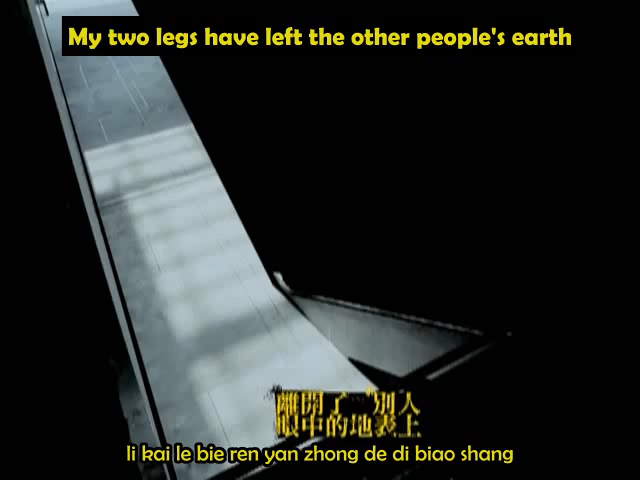 My two legs have left the other people's earth
離開了 別人
眼中的地表上
li kai le bie ren yan zhong de di biao shang